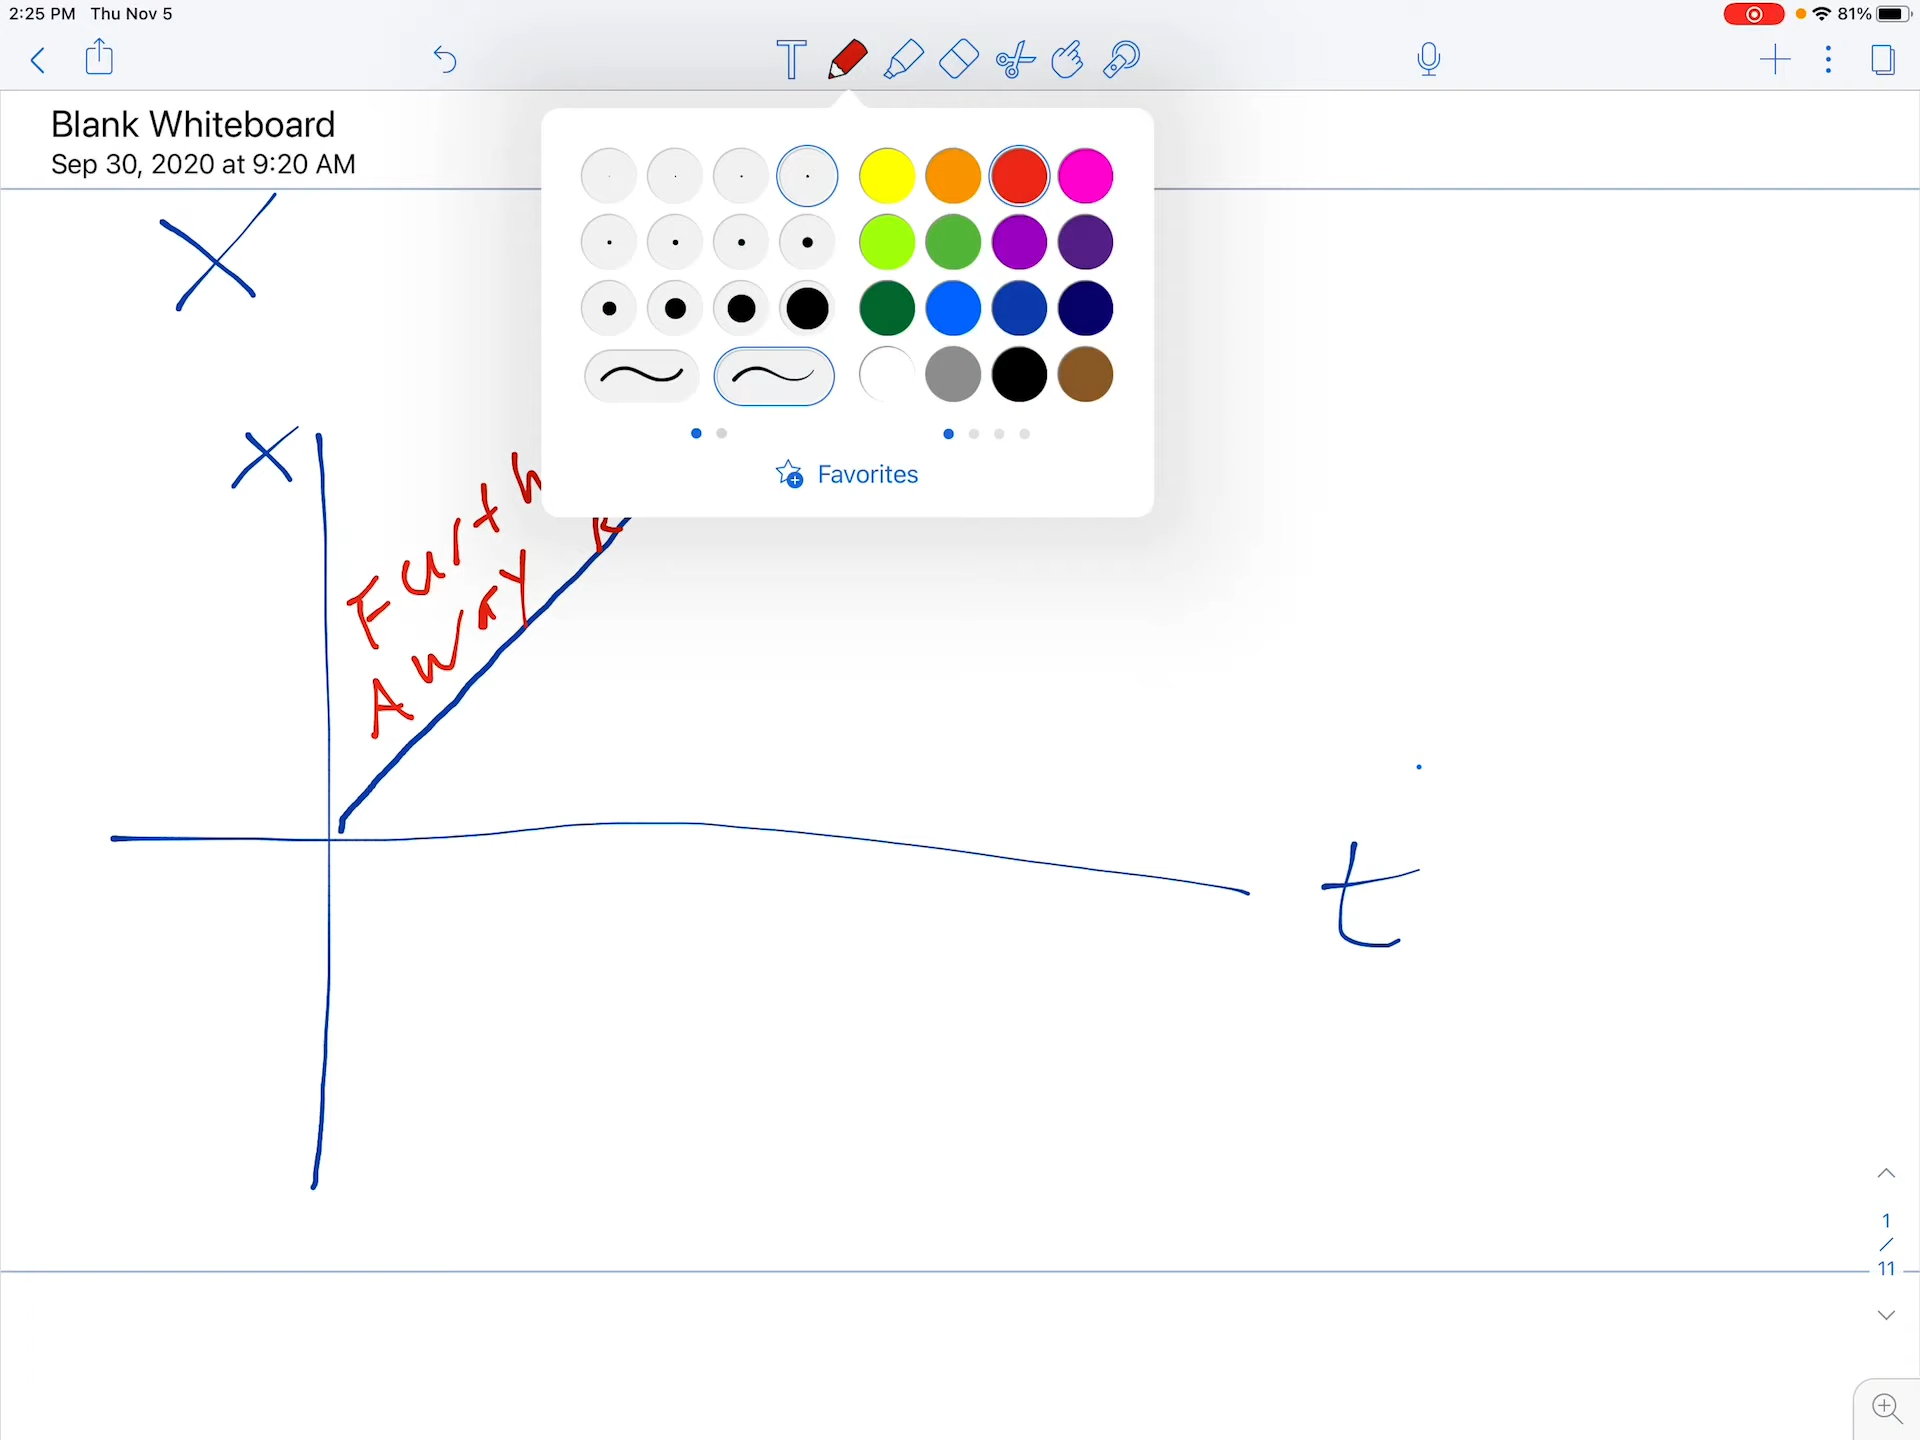 2:25 PM Thu Nov 5
81%
T
Blank Whiteboard
Sep 30, 2020 at 9:20 AM
X
X
Favorites
Away
t
1
/
11